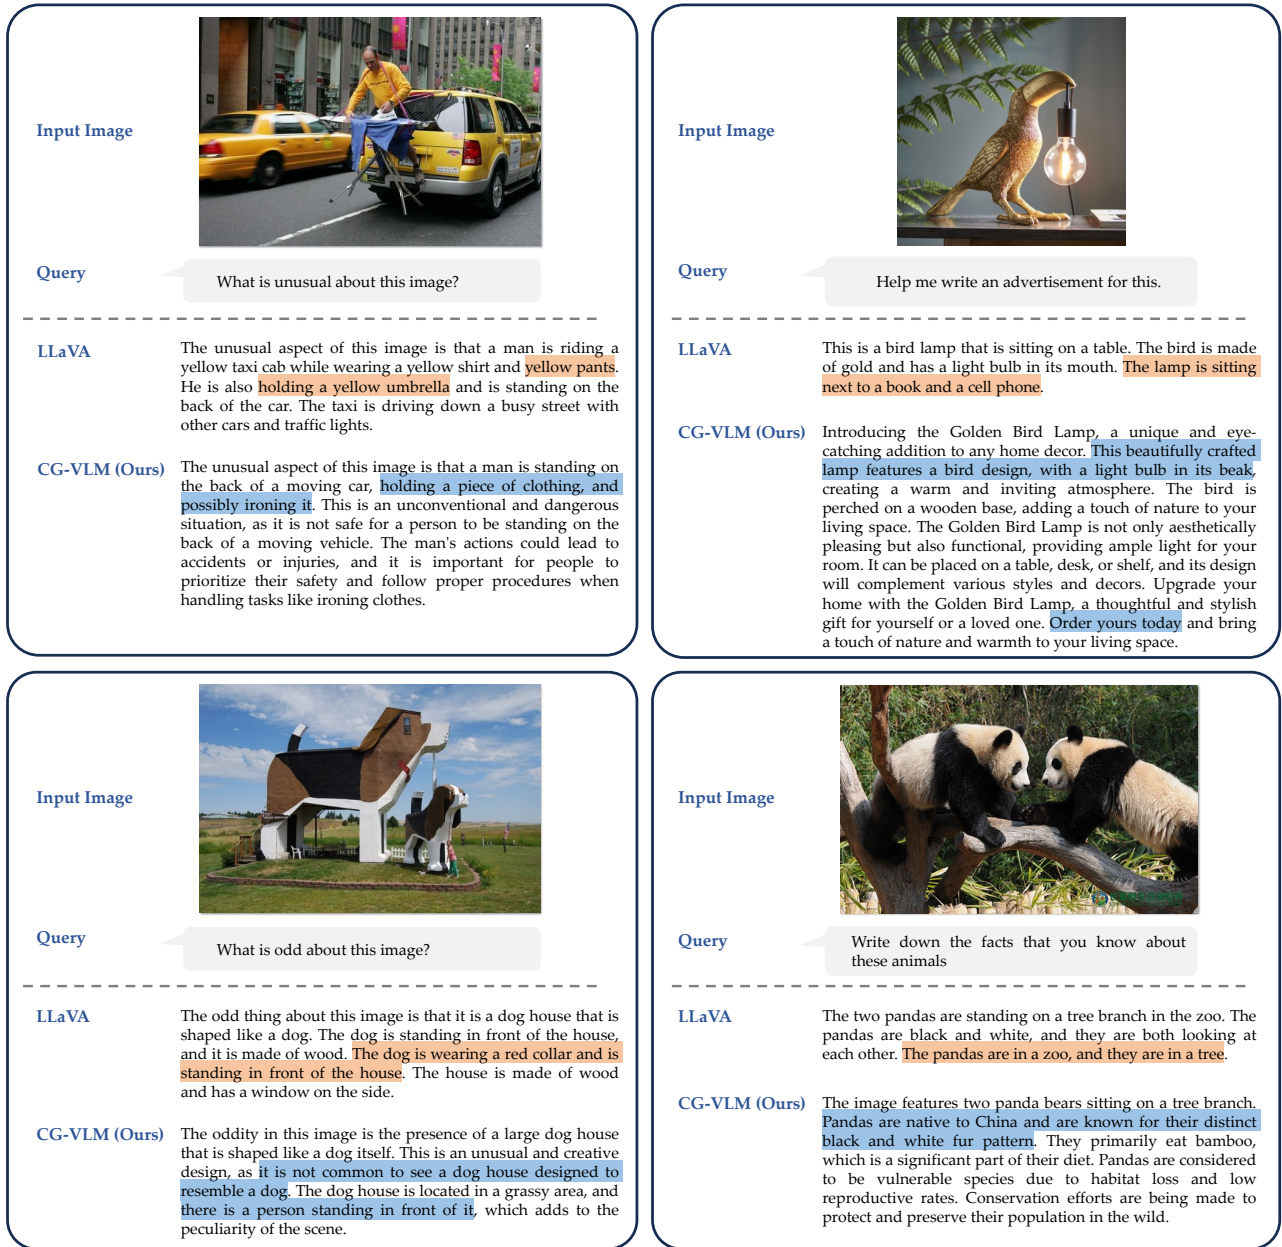 Input Image
Query
What is unusual about this image?
LLaVA
The unusual aspect of this image is that a man is riding a
yellow taxi cab while wearing a yellow shirt and yellow pants.
He is also holding a yellow umbrella and is standing on the
back of the car. The taxi is driving down a busy street with
other cars and traffic lights.
CG-VLM (Ours)
The unusual aspect of this image is that a man is standing on
the back of a moving car, holding a piece of clothing, and
possibly ironing it. This is an unconventional and dangerous
situation, as it is not safe for a person to be standing on the
back of a moving vehicle. The man's actions could lead to
accidents or injuries, and it is important for people to
prioritize their safety and follow proper procedures when
handling tasks like ironing clothes.
Input Image
Query
Help me write an advertisement for this.
LLaVA
This is a bird lamp that is sitting on a table. The bird is made
of gold and has a light bulb in its mouth. The lamp is sitting
next to a book and a cell phone.
CG-VLM (Ours)
Introducing the Golden Bird Lamp, a unique and eye-
catching addition to any home decor. This beautifully crafted
lamp features a bird design, with a light bulb in its beak,
creating a warm and inviting atmosphere. The bird is
perched on a wooden base, adding a touch of nature to your
living space. The Golden Bird Lamp is not only aesthetically
pleasing but also functional, providing ample light for your
room. It can be placed on a table, desk, or shelf, and its design
will complement various styles and decors. Upgrade your
home with the Golden Bird Lamp, a thoughtful and stylish
gift for yourself or a loved one. Order yours today and bring
a touch of nature and warmth to your living space.
Input Image
Query
What is odd about this image?
LLaVA
The odd thing about this image is that it is a dog house that is
shaped like a dog. The dog is standing in front of the house,
and it is made of wood. The dog is wearing a red collar and is
standing in front of the house. The house is made of wood
and has a window on the side.
CG-VLM (Ours)
The oddity in this image is the presence of a large dog house
that is shaped like a dog itself. This is an unusual and creative
design, as it is not common to see a dog house designed to
resemble a dog. The dog house is located in a grassy area, and
there is a person standing in front of it, which adds to the
peculiarity of the scene.
Input Image
Query
Write down the facts that you know about
these animals
LLaVA
The two pandas are standing on a tree branch in the zoo. The
pandas are black and white, and they are both looking at
each other. The pandas are in a zoo, and they are in a tree.
CG-VLM (Ours)
The image features two panda bears sitting on a tree branch.
Pandas are native to China and are known for their distinct
black and white fur pattern. They primarily eat bamboo,
which is a significant part of their diet. Pandas are considered
to be vulnerable species due to habitat loss and low
reproductive rates. Conservation efforts are being made to
protect and preserve their population in the wild.